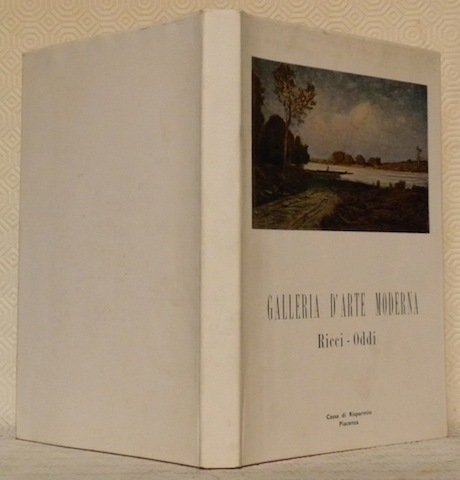 GALLERIA D'ARTE MODERNA
Ricci - Oddi
Cassa di Risparmio
Piacenza